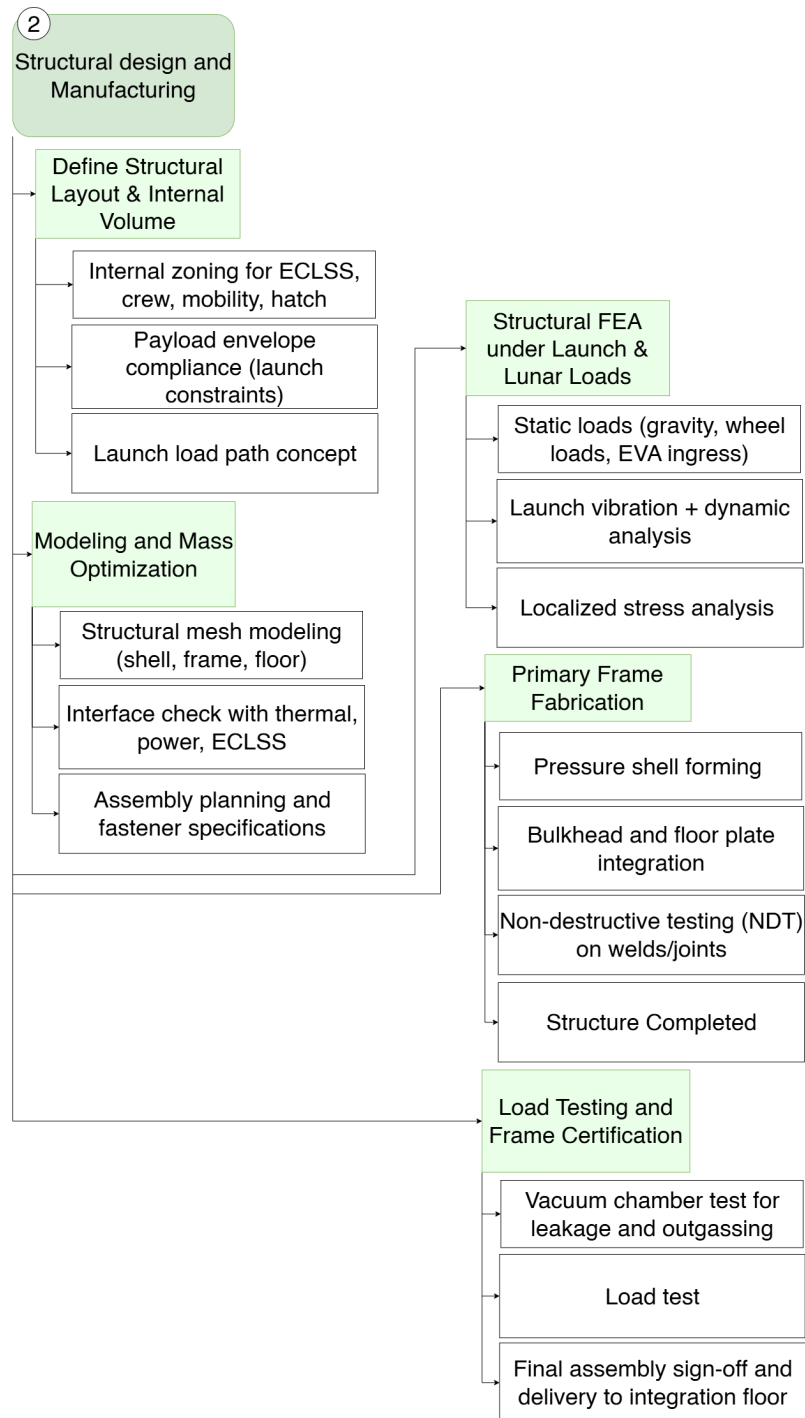 2
Structural design and
Manufacturing
Define Structural
Layout & Internal
Volume
Internal zoning for ECLSS,
crew, mobility, hatch
Payload envelope
compliance (launch
constraints)
Launch load path concept
Modeling and Mass
Optimization
Structural mesh modeling
(shell, frame, floor)
Interface check with thermal,
power, ECLSS
Assembly planning and
fastener specifications
Structural FEA
under Launch &
Lunar Loads
Static loads (gravity, wheel
loads, EVA ingress)
Launch vibration + dynamic
analysis
Localized stress analysis
Primary Frame
Fabrication
Pressure shell forming
Bulkhead and floor plate
integration
Non-destructive testing (NDT)
on welds/joints
Structure Completed
Load Testing and
Frame Certification
Vacuum chamber test for
leakage and outgassing
Load test
Final assembly sign-off and
delivery to integration floor